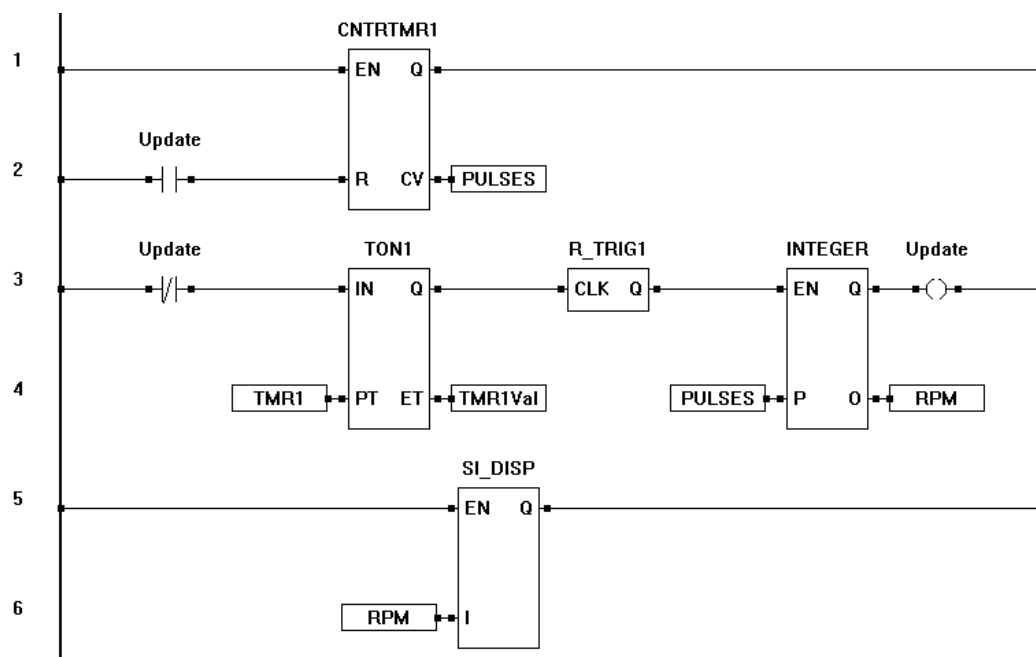 CNTRTMR1
1
EN Q
Update
2
R CV PULSES
Update TON1 R_TRIG1 INTEGER Update
3
IN Q CLK Q EN Q
4
TMR1 PT ET TMR1Val PULSES P O RPM
SI_DISP
5
EN Q
6
RPM I